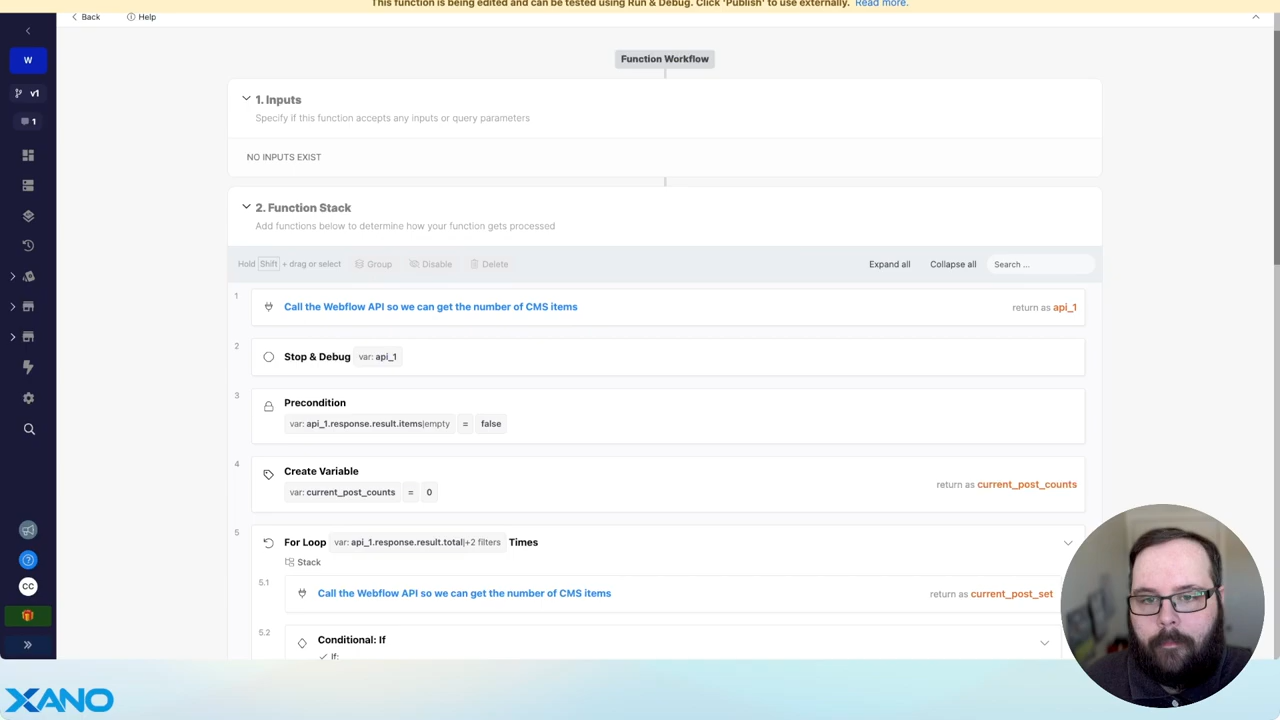 This function is being edited and can be tested using Run & Debug. Click 'Publish' to use externally. Read more.
Back Help
W
v1
1
Function Workflow
1. Inputs
Specify if this function accepts any inputs or query parameters
NO INPUTS EXIST
2. Function Stack
Add functions below to determine how your function gets processed
Hold Shift + drag or select Group Disable Delete Expand all Collapse all Search ...
1 Call the Webflow API so we can get the number of CMS items return as api_1
2 Stop & Debug var: api_1
3 Precondition
var: api_1.response.result.items|empty = false
4 Create Variable
var: current_post_counts = 0 return as current_post_counts
5 For Loop var: api_1.response.result.total|+2 filters Times
Stack
5.1 Call the Webflow API so we can get the number of CMS items return as current_post_set
5.2 Conditional: If
If:
CC
XANO